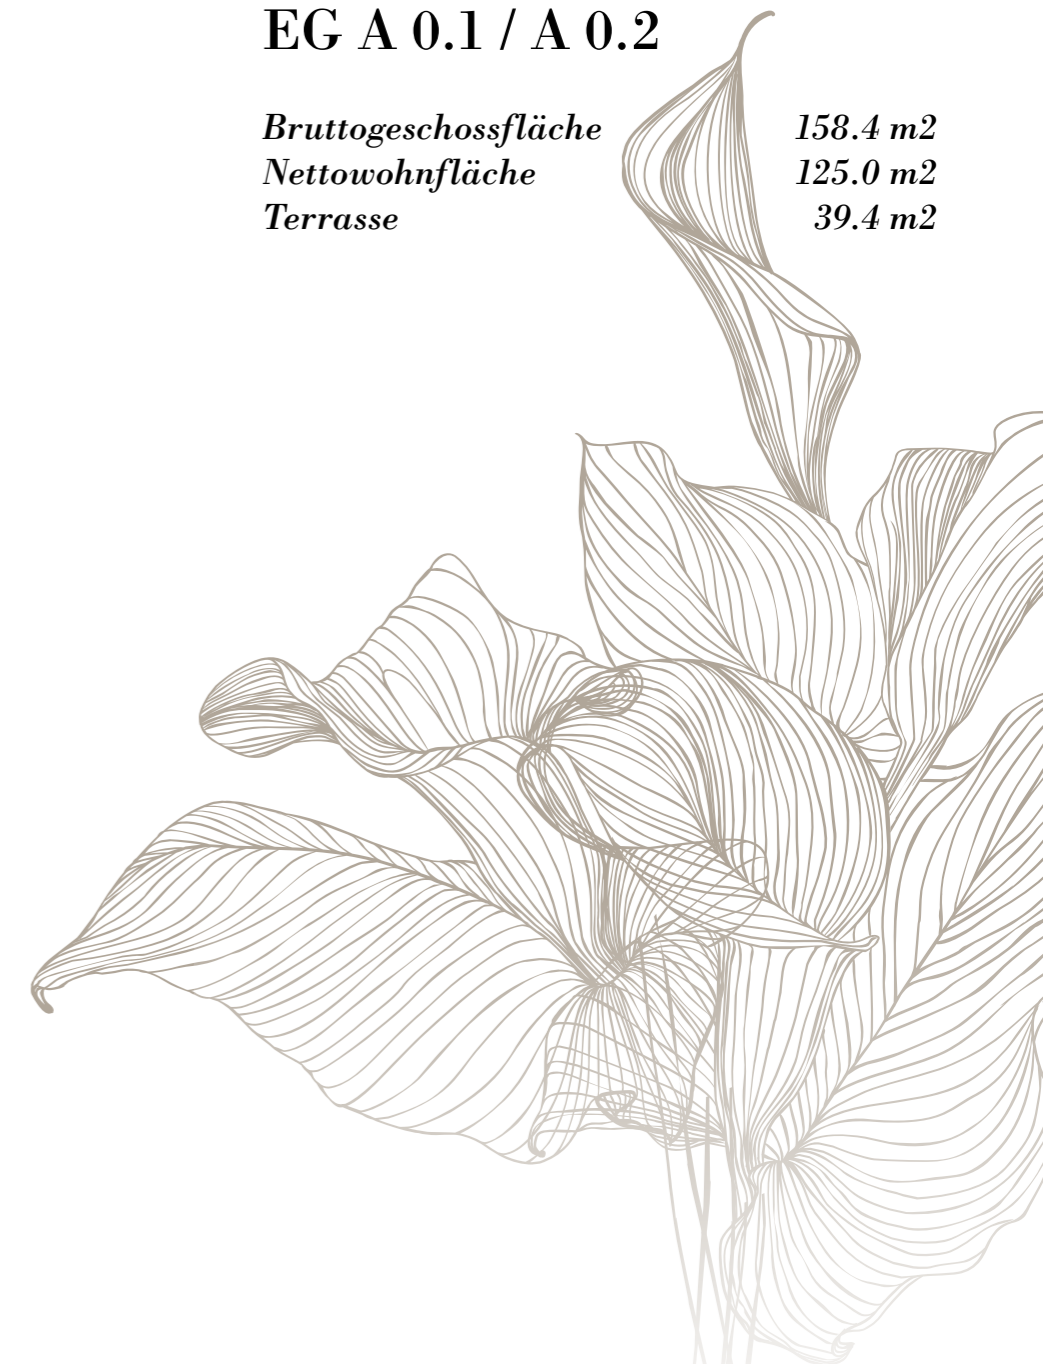 EG A 0.1 / A 0.2
Bruttogeschossfläche 158.4 m2
Nettowohnfläche 125.0 m2
Terrasse 39.4 m2